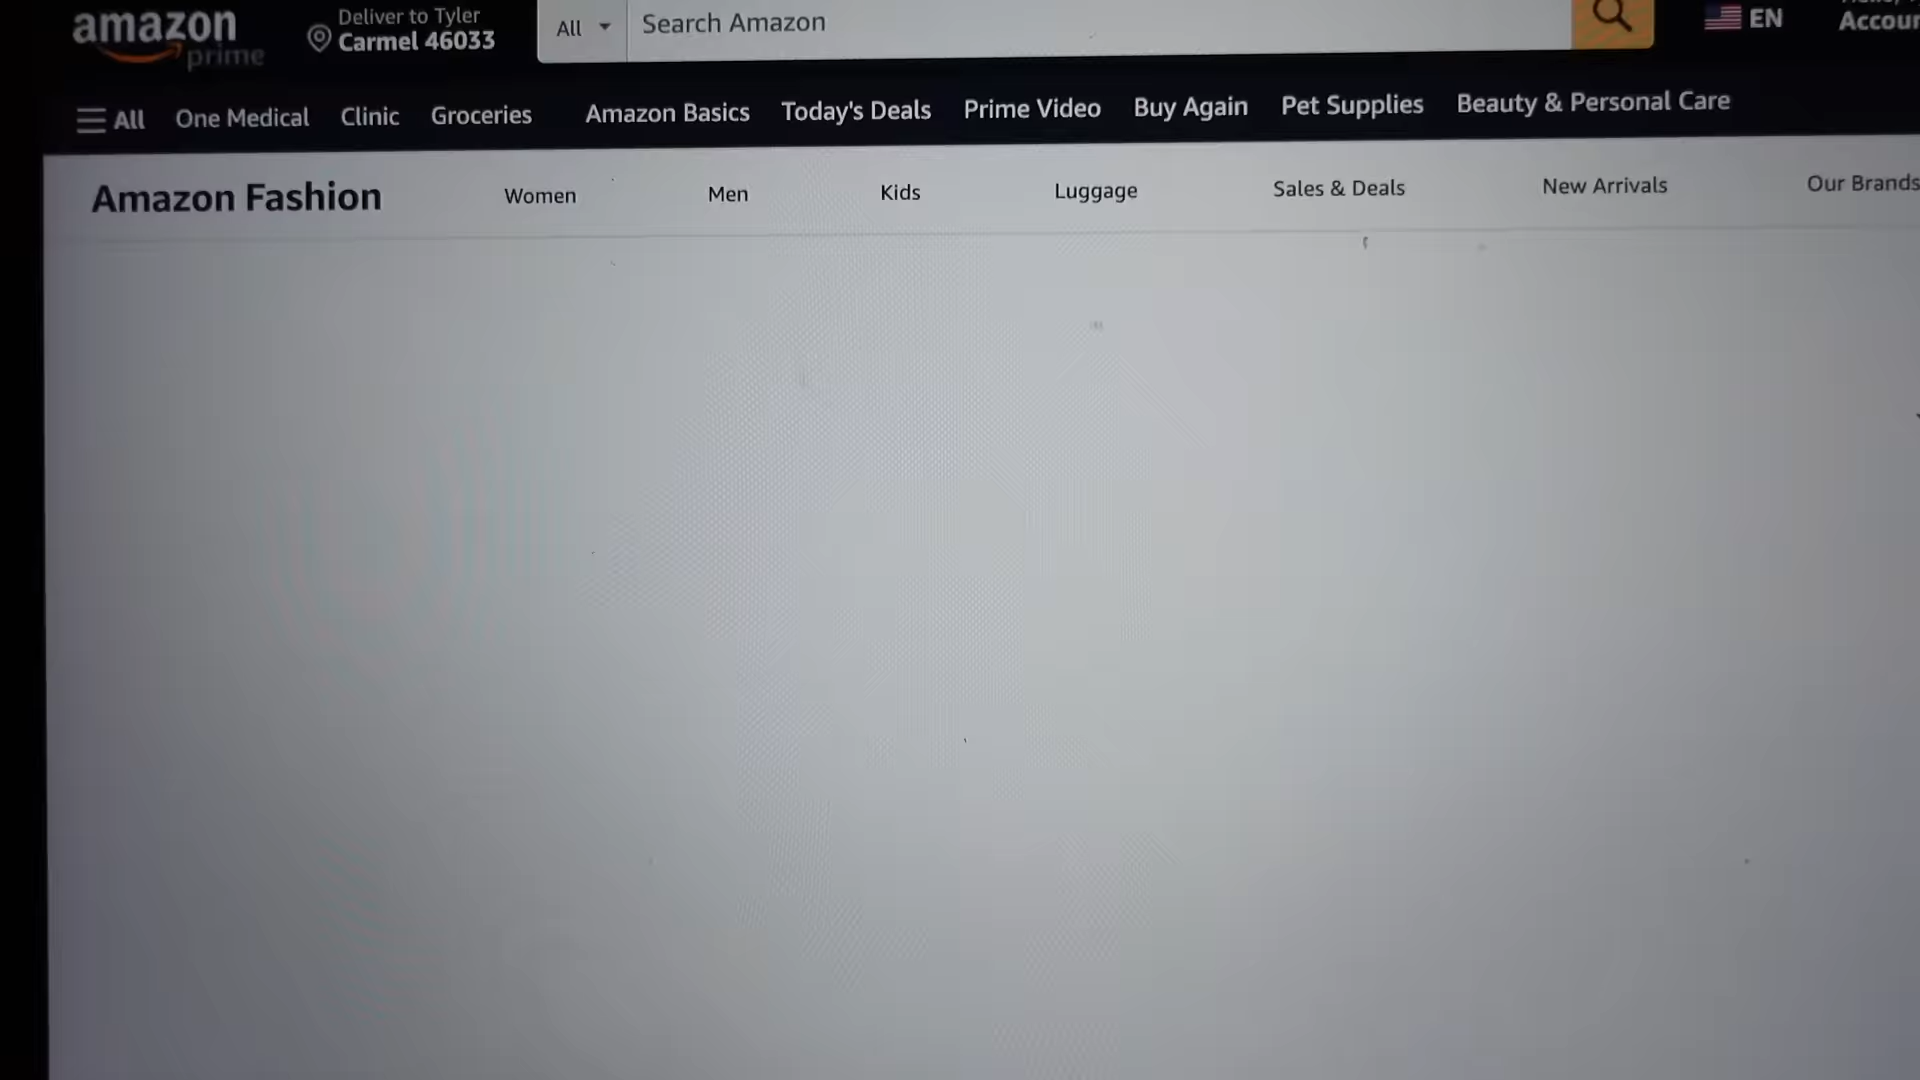 amazon
prime
Deliver to Tyler
Carmel 46033
All
Search Amazon
EN
All One Medical Clinic Groceries Amazon Basics Today's Deals Prime Video Buy Again Pet Supplies Beauty & Personal Care
Amazon Fashion Women Men Kids Luggage Sales & Deals New Arrivals Our Brands